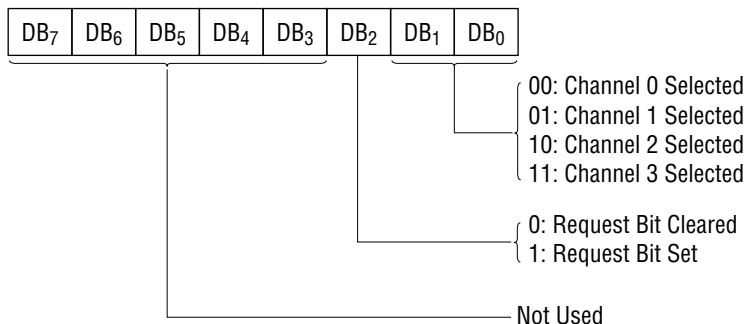 DB₇ DB₆ DB₅ DB₄ DB₃ DB₂ DB₁ DB₀
00: Channel 0 Selected
01: Channel 1 Selected
10: Channel 2 Selected
11: Channel 3 Selected
0: Request Bit Cleared
1: Request Bit Set
Not Used